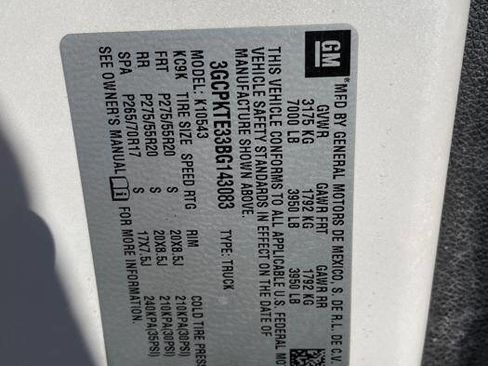 GM
MFD BY GENERAL MOTORS DE MEXICO, S. DE R.L. DE C.V.
GVWR GAWR FRT GAWR RR
3175 KG 1792 KG 1792 KG
7000 LB 3950 LB 3950 LB
THIS VEHICLE CONFORMS TO ALL APPLICABLE U.S. FEDERAL MO
VEHICLE SAFETY STANDARDS IN EFFECT ON THE DATE OF
MANUFACTURE SHOWN ABOVE.
3GCPKTE33BG143083 TYPE: TRUCK
MODEL: K10543
KC9K TIRE SIZE SPEED RTG RIM COLD TIRE PRES
FRT P275/55R20 S 20X8.5J 210KPA(30PSI)
RR P275/55R20 S 20X8.5J 210KPA(30PSI)
SPA P265/70R17 S 17X7.5J 240KPA(35PSI)
SEE OWNER'S MANUAL FOR MORE INFORMATION.